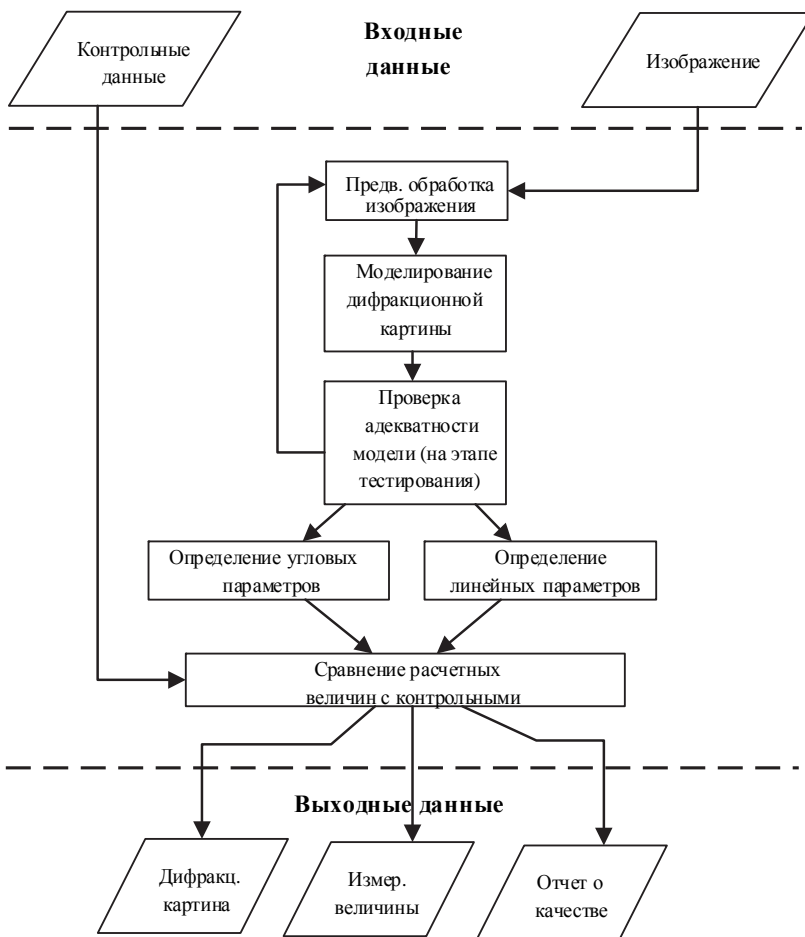 Контрольные
данные
Входные
данные
Изображение
Предв. обработка
изображения
Моделирование
дифракционной
картины
Проверка
адекватности
модели (на этапе
тестирования)
Определение угловых
параметров
Определение
линейных параметров
Сравнение расчетных
величин с контрольными
Выходные данные
Дифракц.
картина
Измер.
величины
Отчет о
качестве